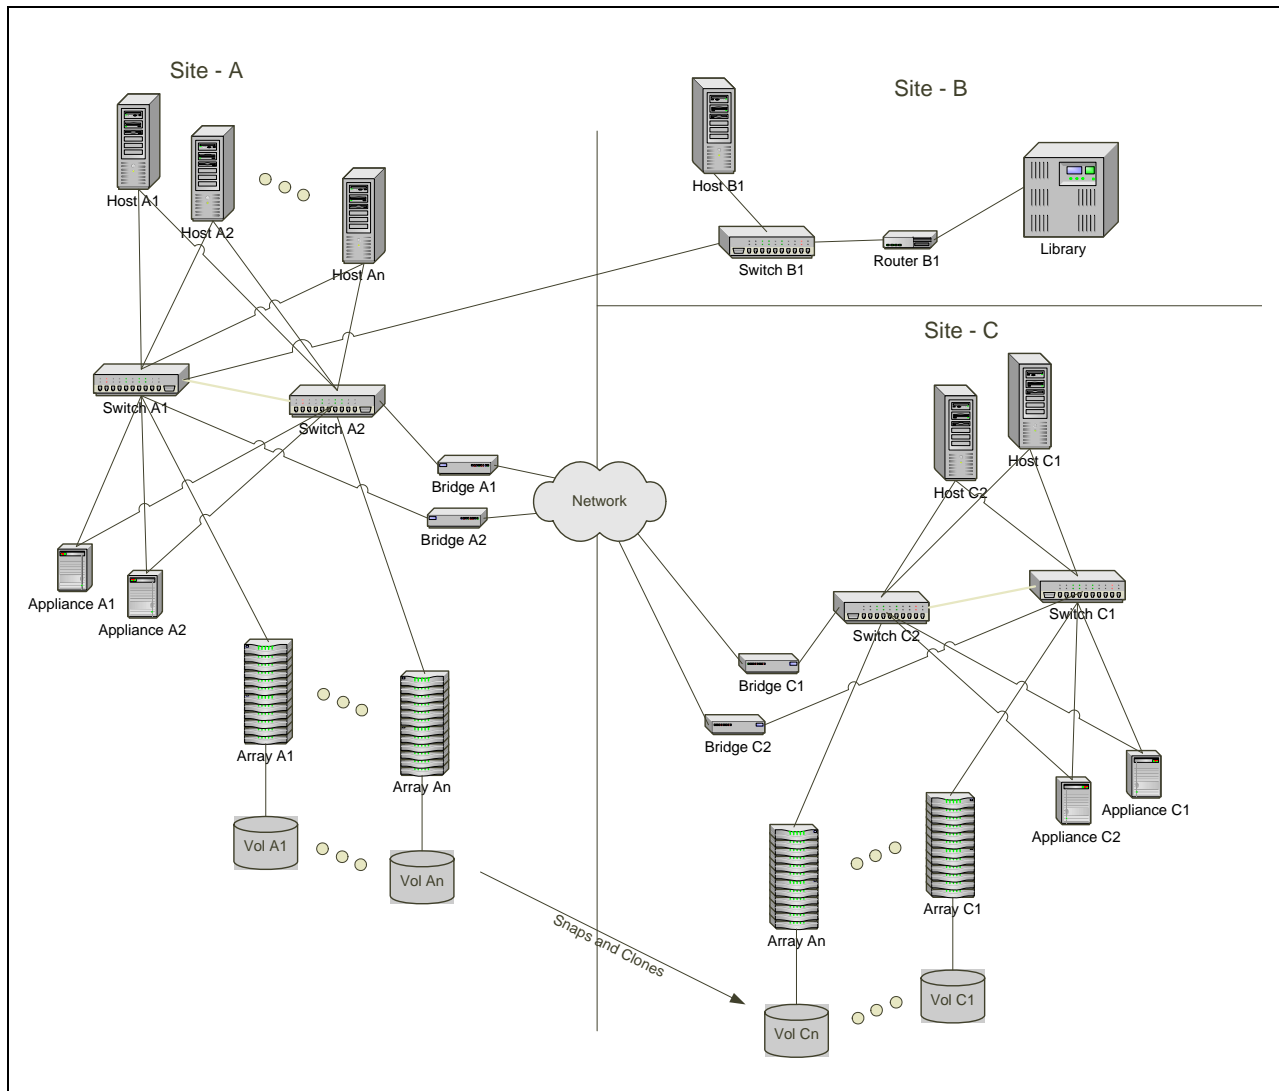 Site - A
Site - B
Host A1
Host A2
Host An
Host B1
Switch B1
Router B1
Library
Site - C
Switch A1
Switch A2
Host C1
Host C2
Bridge A1
Bridge A2
Network
Appliance A1
Appliance A2
Switch C2
Switch C1
Bridge C1
Bridge C2
Array A1
Array An
Appliance C1
Appliance C2
Vol A1
Vol An
Array C1
Array An
Snaps and Clones
Vol C1
Vol Cn